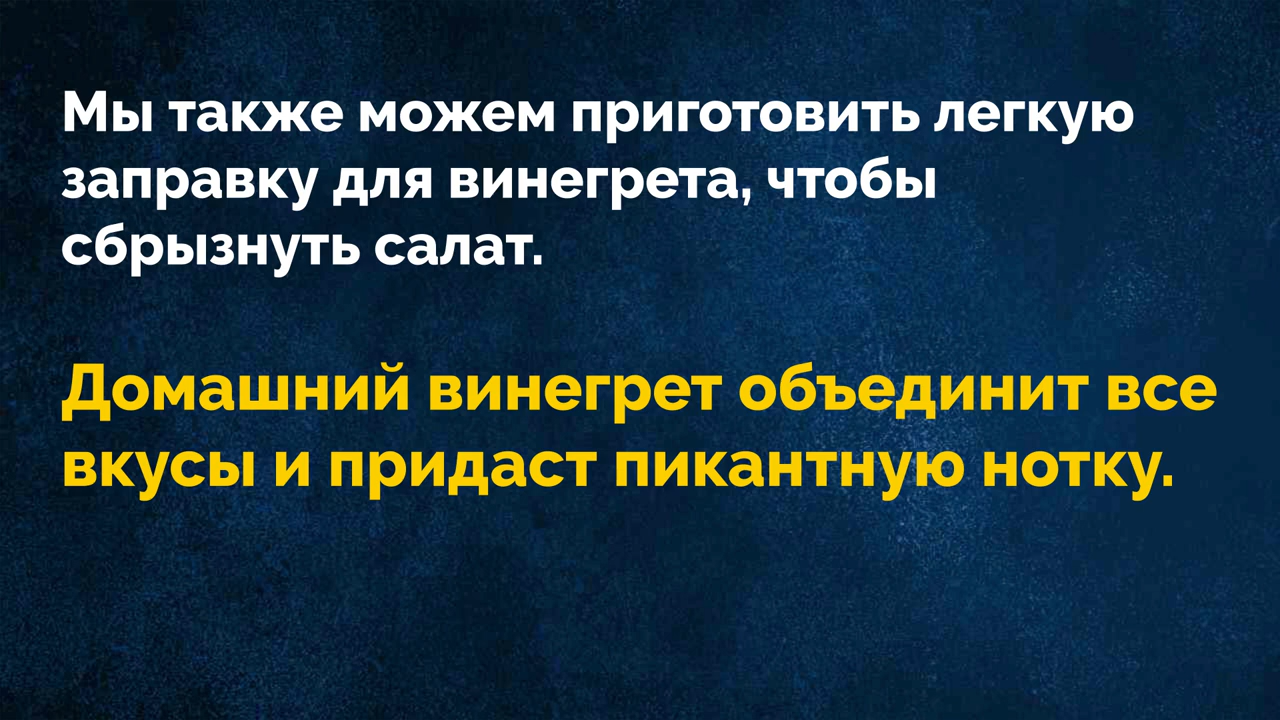 Мы также можем приготовить легкую
заправку для винегрета, чтобы
сбрызнуть салат.
Домашний винегрет объединит все
вкусы и придаст пикантную нотку.